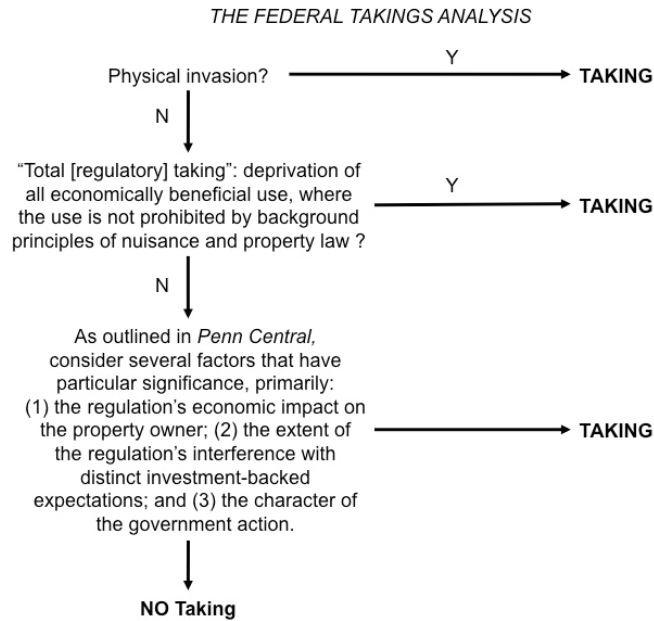 THE FEDERAL TAKINGS ANALYSIS
Physical invasion?
Y
TAKING
N
“Total [regulatory] taking”: deprivation of
all economically beneficial use, where
the use is not prohibited by background
principles of nuisance and property law ?
Y
TAKING
N
As outlined in Penn Central,
consider several factors that have
particular significance, primarily:
(1) the regulation’s economic impact on
the property owner; (2) the extent of
the regulation’s interference with
distinct investment-backed
expectations; and (3) the character of
the government action.
TAKING
NO Taking